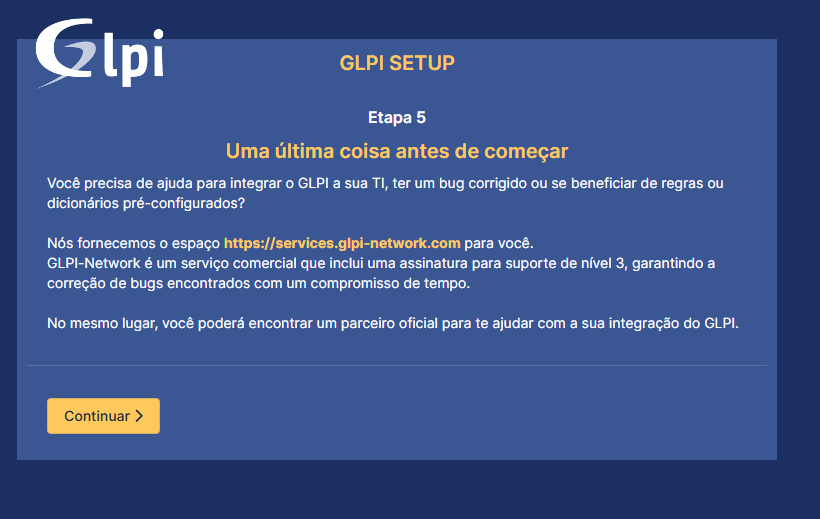 Glpi
GLPI SETUP
Etapa 5
Uma última coisa antes de começar
Você precisa de ajuda para integrar o GLPI a sua TI, ter um bug corrigido ou se beneficiar de regras ou
dicionários pré-configurados?
Nós fornecemos o espaço https://services.glpi-network.com para você.
GLPI-Network é um serviço comercial que inclui uma assinatura para suporte de nível 3, garantindo a
correção de bugs encontrados com um compromisso de tempo.
No mesmo lugar, você poderá encontrar um parceiro oficial para te ajudar com a sua integração do GLPI.
Continuar